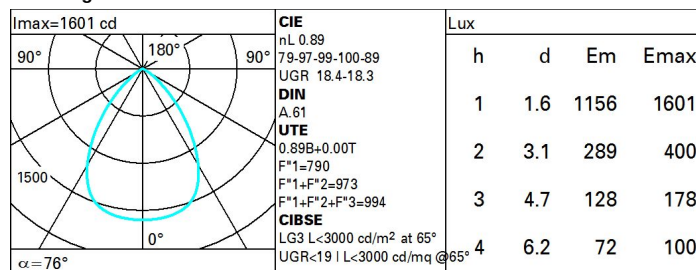 Imax=1601 cd
90°
180°
90°
1500
0°
α=76°
CIE
nL 0.89
79-97-99-100-89
UGR 18.4-18.3
DIN
A.61
UTE
0.89B+0.00T
F"1=790
F"1+F"2=973
F"1+F"2+F"3=994
CIBSE
LG3 L<3000 cd/m² at 65°
UGR<19 | L<3000 cd/mq @65°
Lux
h d Em Emax
1 1.6 1156 1601
2 3.1 289 400
3 4.7 128 178
4 6.2 72 100